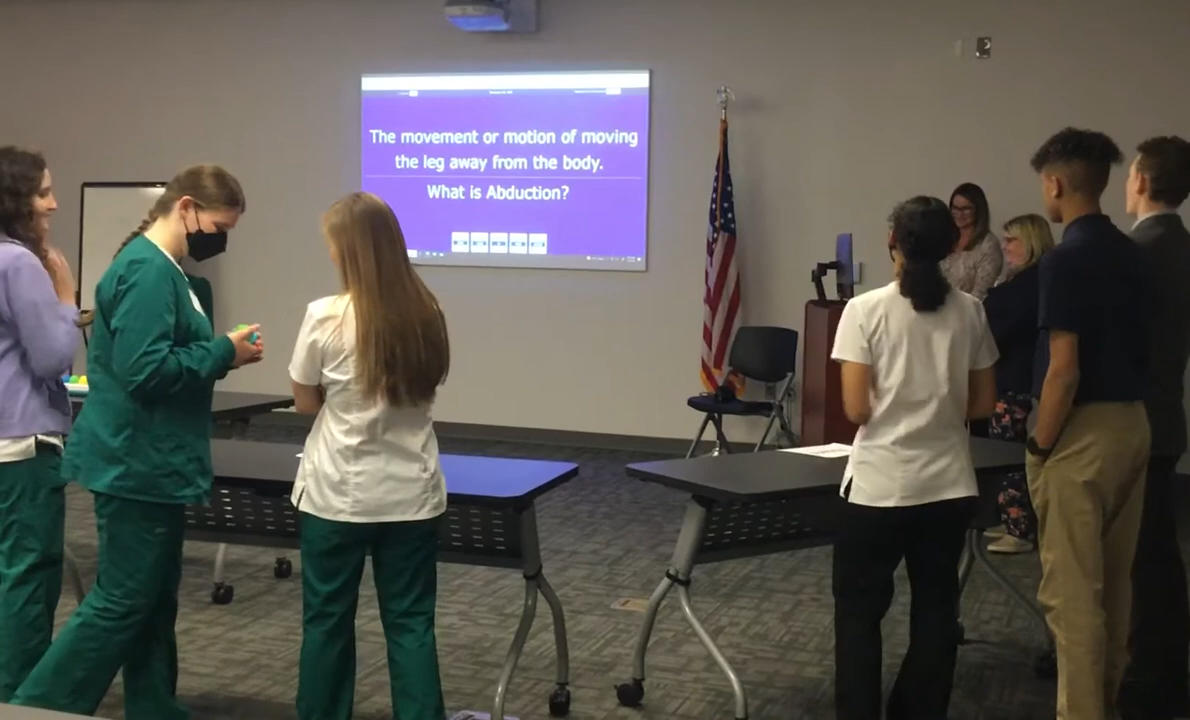 The movement or motion of moving
the leg away from the body.
What is Abduction?